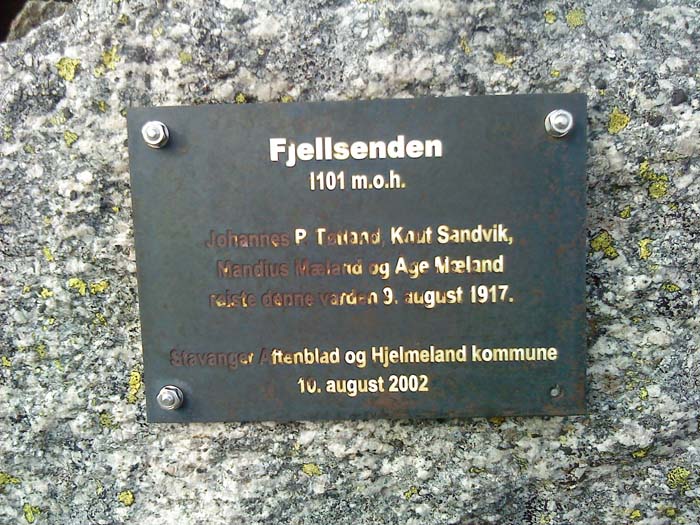 Fjellsenden
1101 m.o.h.
Johannes P. Tøtland, Knut Sandvik,
Mandius Mæland og Age Mæland
reiste denne varden 9. august 1917.
Stavanger Aftenblad og Hjelmeland kommune
10. august 2002